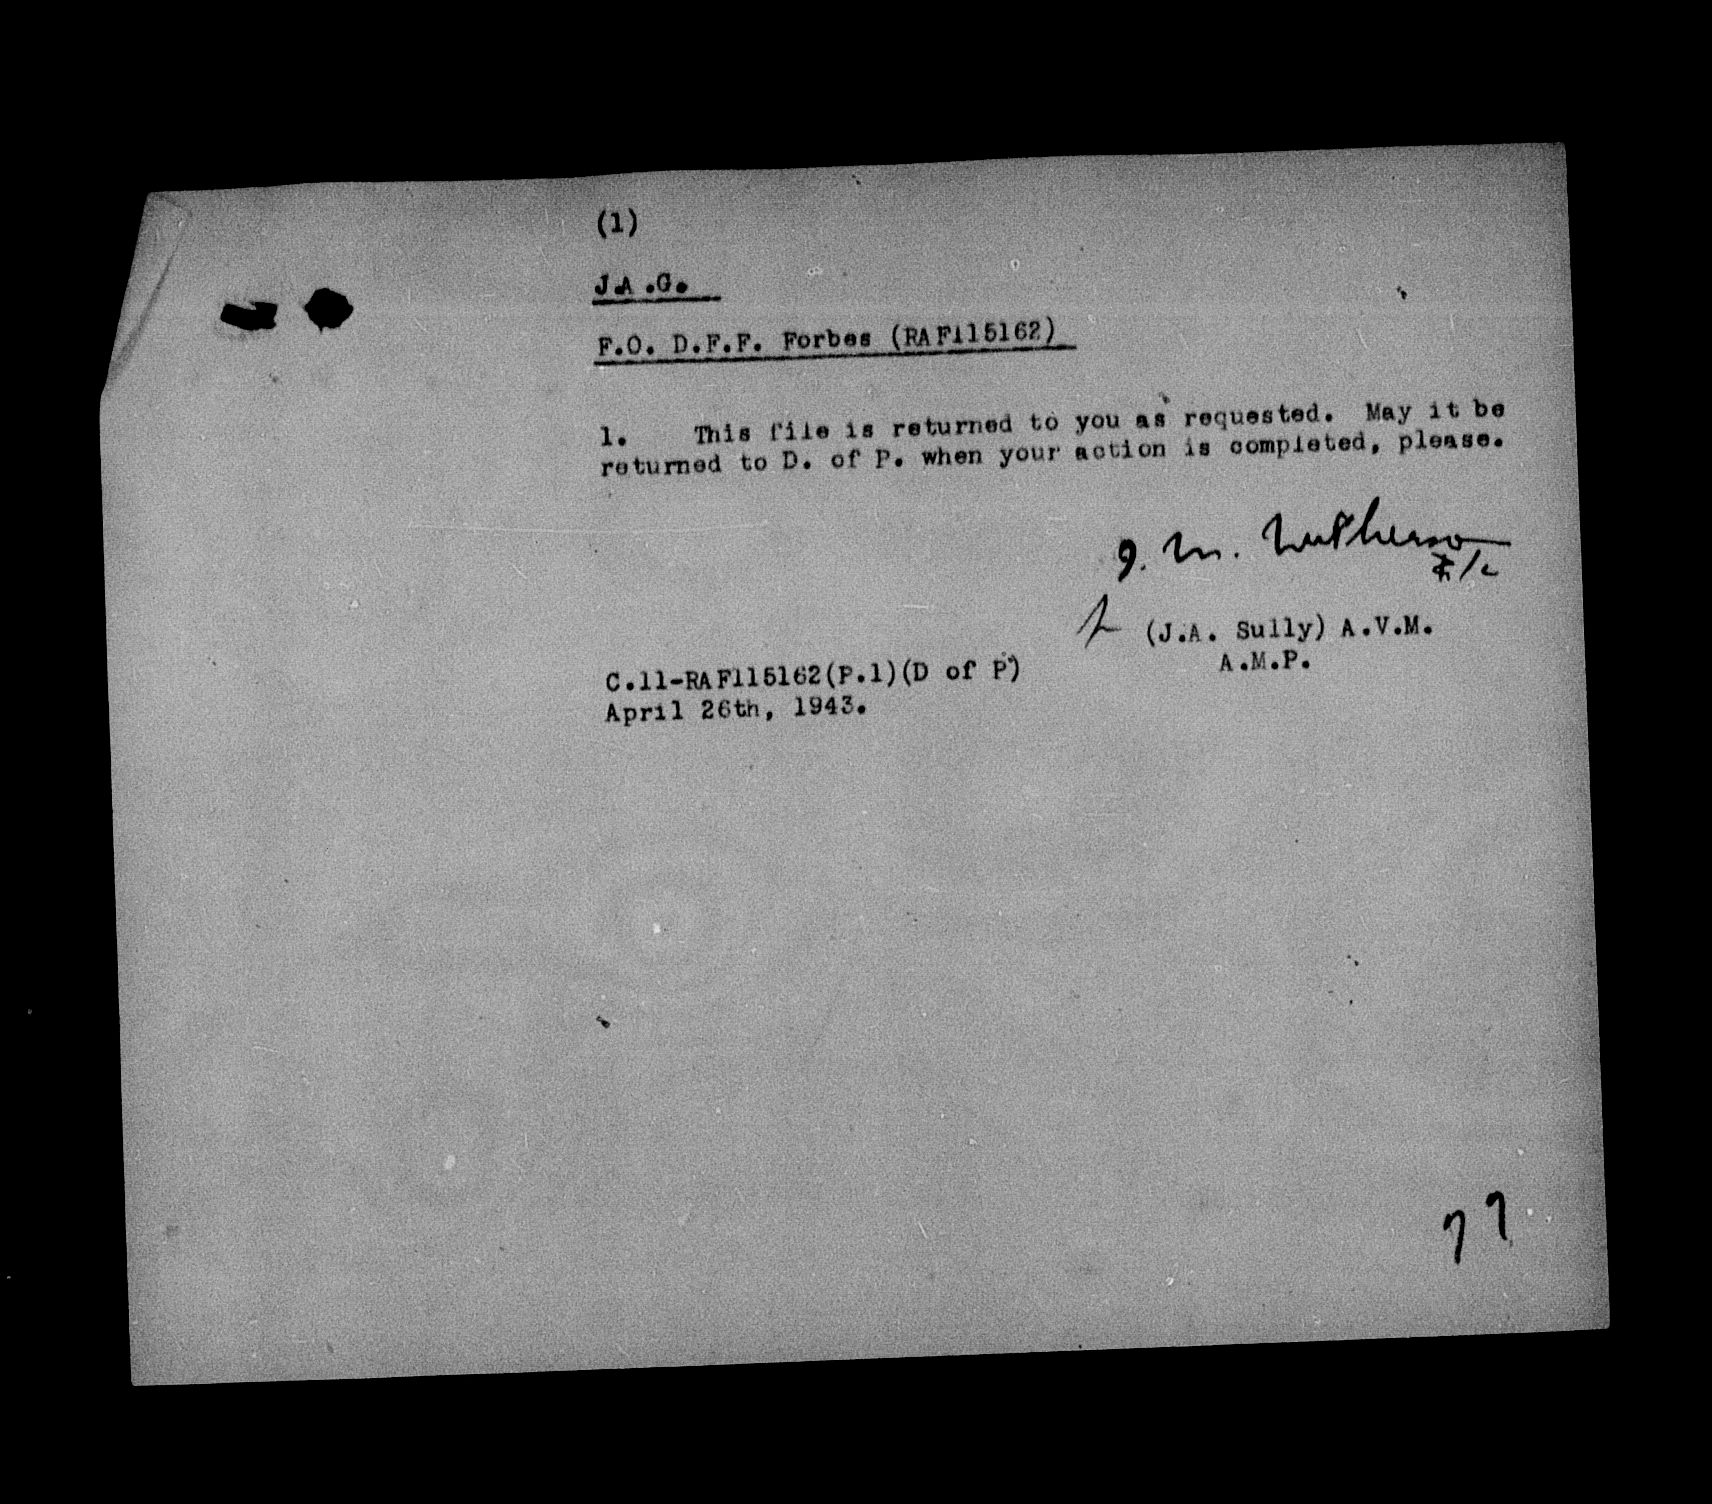 (1)
J.A.G.
F.O. D.F.F. Forbes (RAF115162)
1. This file is returned to you as requested. May it be
returned to D. of P. when your action is completed, please.
J. M. McPherson
F/L
(J.A. Sully) A.V.M.
A.M.P.
C.11-RAF115162(P.1)(D of P)
April 26th, 1943.
77